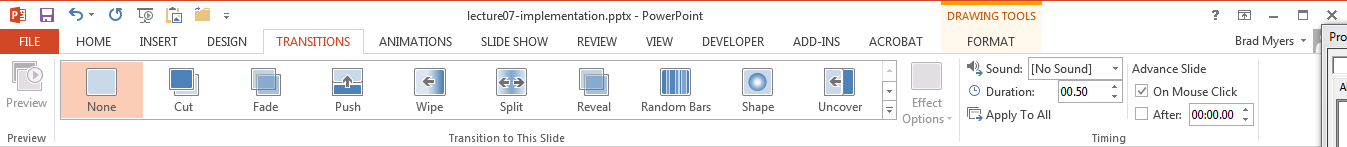 lecture07-implementation.pptx - PowerPoint
DRAWING TOOLS
FILE HOME INSERT DESIGN TRANSITIONS ANIMATIONS SLIDE SHOW REVIEW VIEW DEVELOPER ADD-INS ACROBAT FORMAT Brad Myers
Pro
Preview
None Cut Fade Push Wipe Split Reveal Random Bars Shape Uncover
Effect
Options
Sound: [No Sound]
Duration: 00.50
Apply To All
Advance Slide
On Mouse Click
After: 00:00.00
Preview Transition to This Slide Timing